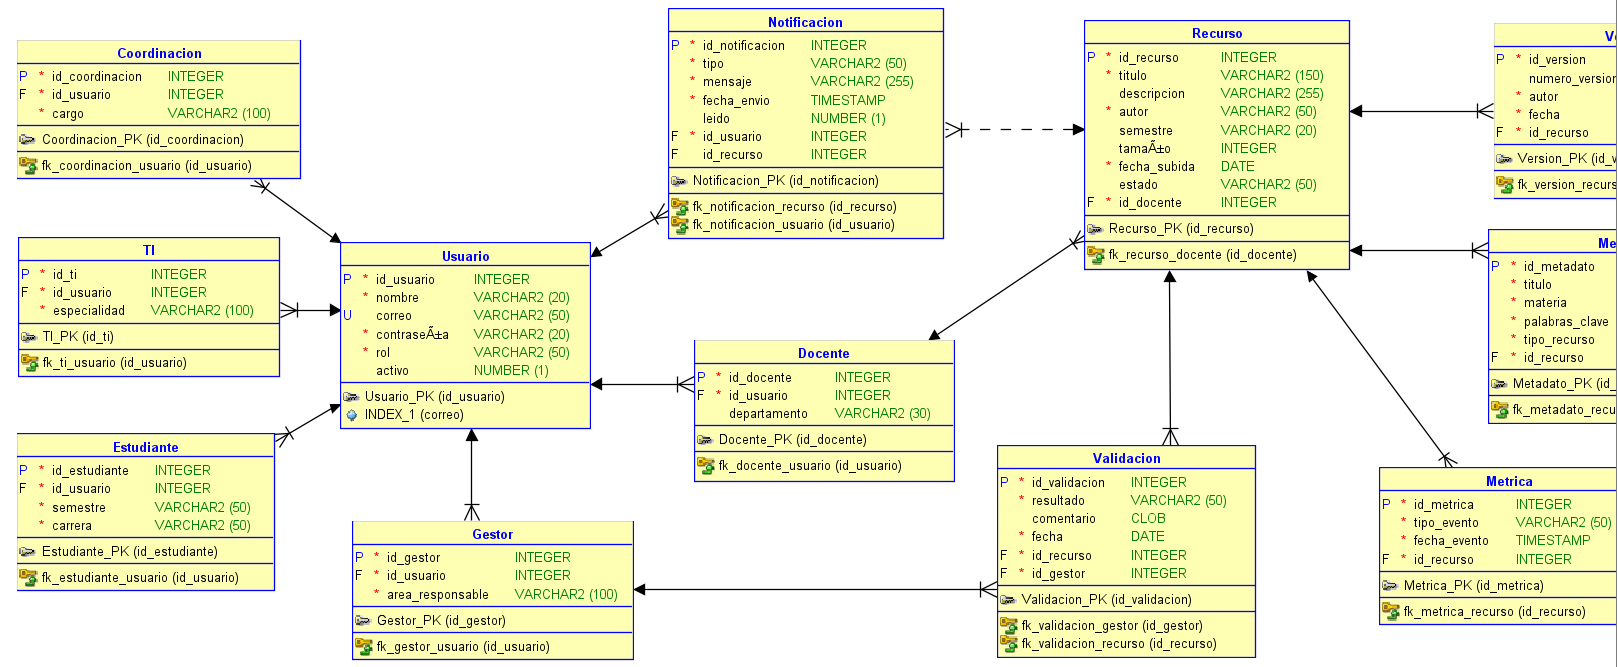 Coordinacion
P * id_coordinacion INTEGER
F * id_usuario INTEGER
* cargo VARCHAR2 (100)
Coordinacion_PK (id_coordinacion)
fk_coordinacion_usuario (id_usuario)
TI
P * id_ti INTEGER
F * id_usuario INTEGER
* especialidad VARCHAR2 (100)
TI_PK (id_ti)
fk_ti_usuario (id_usuario)
Estudiante
P * id_estudiante INTEGER
F * id_usuario INTEGER
* semestre VARCHAR2 (50)
* carrera VARCHAR2 (50)
Estudiante_PK (id_estudiante)
fk_estudiante_usuario (id_usuario)
Usuario
P * id_usuario INTEGER
* nombre VARCHAR2 (20)
U correo VARCHAR2 (50)
* contraseÃ±a VARCHAR2 (20)
* rol VARCHAR2 (50)
activo NUMBER (1)
Usuario_PK (id_usuario)
INDEX_1 (correo)
Gestor
P * id_gestor INTEGER
F * id_usuario INTEGER
* area_responsable VARCHAR2 (100)
Gestor_PK (id_gestor)
fk_gestor_usuario (id_usuario)
Notificacion
P * id_notificacion INTEGER
* tipo VARCHAR2 (50)
* mensaje VARCHAR2 (255)
* fecha_envio TIMESTAMP
leido NUMBER (1)
F * id_usuario INTEGER
F id_recurso INTEGER
Notificacion_PK (id_notificacion)
fk_notificacion_recurso (id_recurso)
fk_notificacion_usuario (id_usuario)
Docente
P * id_docente INTEGER
F * id_usuario INTEGER
departamento VARCHAR2 (30)
Docente_PK (id_docente)
fk_docente_usuario (id_usuario)
Recurso
P * id_recurso INTEGER
* titulo VARCHAR2 (150)
descripcion VARCHAR2 (255)
* autor VARCHAR2 (50)
semestre VARCHAR2 (20)
tamaÃ±o INTEGER
* fecha_subida DATE
estado VARCHAR2 (50)
F * id_docente INTEGER
Recurso_PK (id_recurso)
fk_recurso_docente (id_docente)
Validacion
P * id_validacion INTEGER
* resultado VARCHAR2 (50)
comentario CLOB
* fecha DATE
F * id_recurso INTEGER
F * id_gestor INTEGER
Validacion_PK (id_validacion)
fk_validacion_gestor (id_gestor)
fk_validacion_recurso (id_recurso)
P * id_version
numero_version
* autor
* fecha
F * id_recurso
Version_PK
P * id_metadato
* titulo
* materia
* palabras_clave
* tipo_recurso
F * id_recurso
Metadato_PK
Metrica
P * id_metrica INTEGER
* tipo_evento VARCHAR2 (50)
* fecha_evento TIMESTAMP
F * id_recurso INTEGER
Metrica_PK (id_metrica)
fk_metrica_recurso (id_recurso)